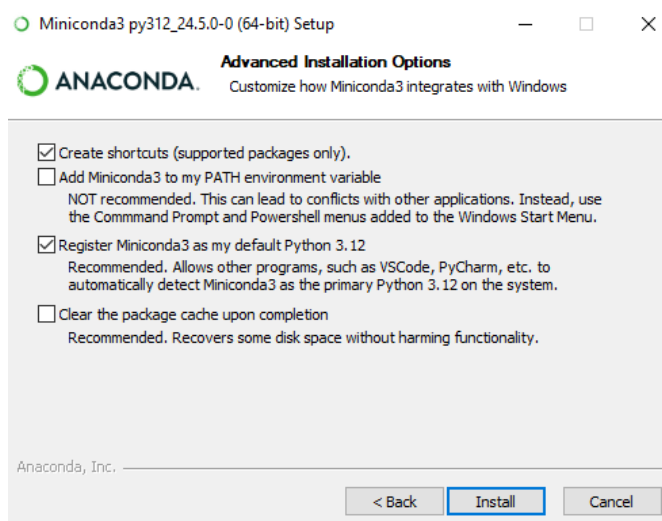 Miniconda3 py312_24.5.0-0 (64-bit) Setup
ANACONDA.
Advanced Installation Options
Customize how Miniconda3 integrates with Windows
Create shortcuts (supported packages only).
Add Miniconda3 to my PATH environment variable
NOT recommended. This can lead to conflicts with other applications. Instead, use
the Commmand Prompt and Powershell menus added to the Windows Start Menu.
Register Miniconda3 as my default Python 3.12
Recommended. Allows other programs, such as VSCode, PyCharm, etc. to
automatically detect Miniconda3 as the primary Python 3.12 on the system.
Clear the package cache upon completion
Recommended. Recovers some disk space without harming functionality.
Anaconda, Inc.
< Back
Install
Cancel